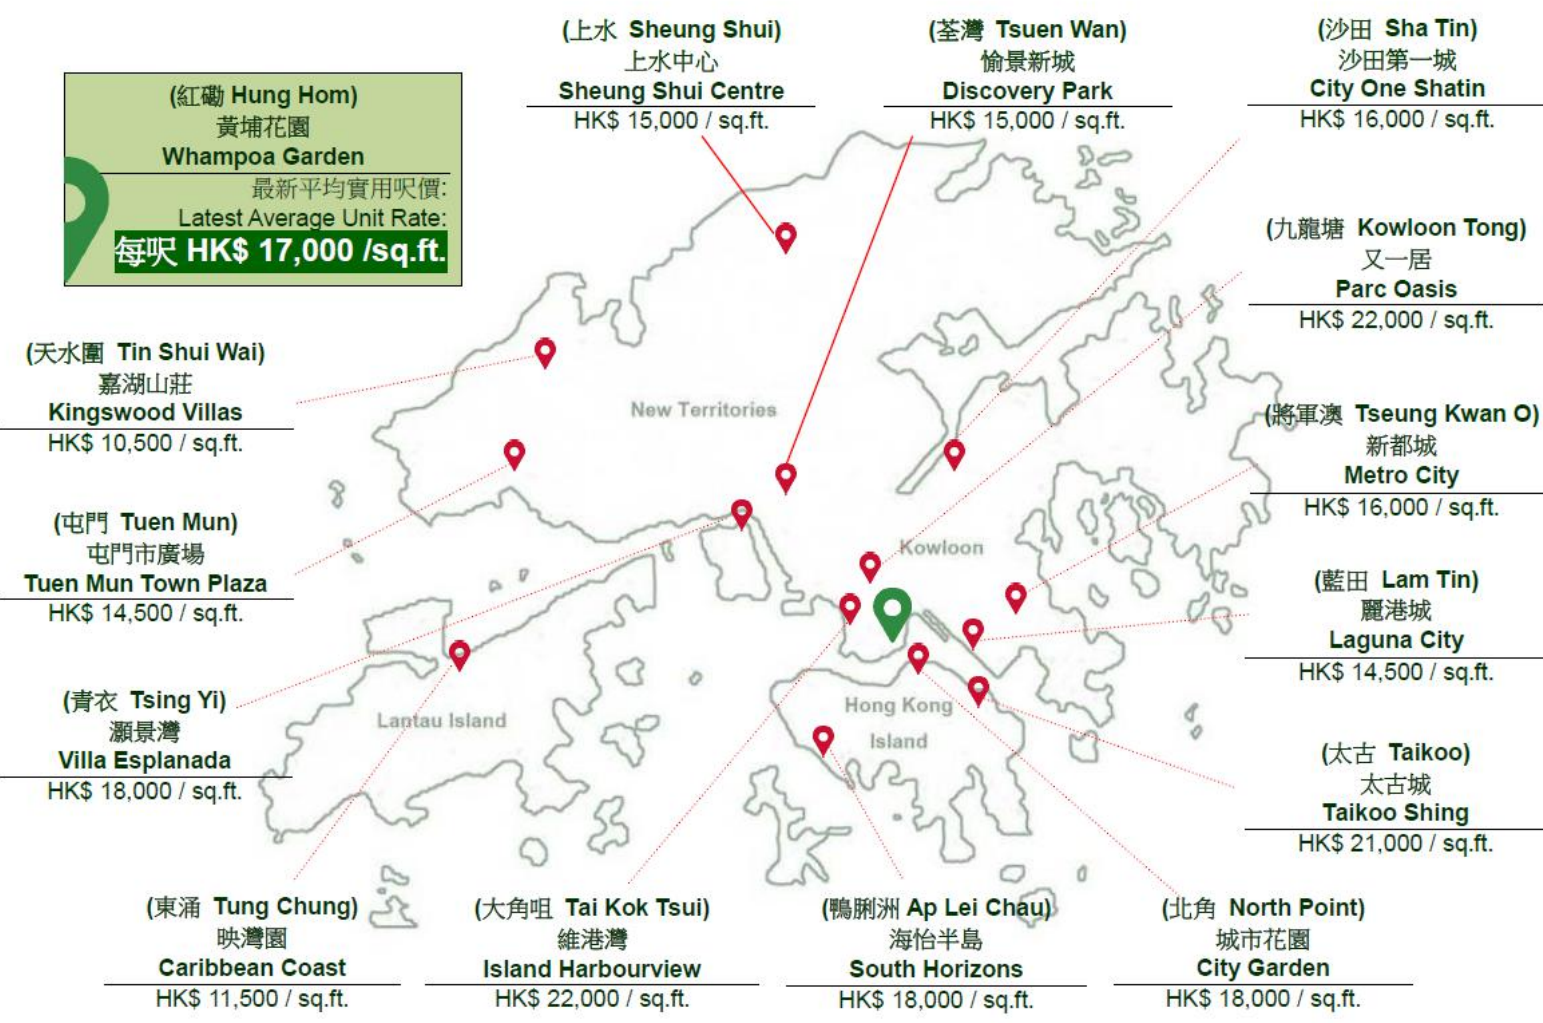 (上水 Sheung Shui)
上水中心
Sheung Shui Centre
HK$ 15,000 / sq.ft.
(荃灣 Tsuen Wan)
愉景新城
Discovery Park
HK$ 15,000 / sq.ft.
(沙田 Sha Tin)
沙田第一城
City One Shatin
HK$ 16,000 / sq.ft.
(紅磡 Hung Hom)
黃埔花園
Whampoa Garden
最新平均實用呎價:
Latest Average Unit Rate:
每呎 HK$ 17,000 /sq.ft.
(九龍塘 Kowloon Tong)
又一居
Parc Oasis
HK$ 22,000 / sq.ft.
(天水圍 Tin Shui Wai)
嘉湖山莊
Kingswood Villas
HK$ 10,500 / sq.ft.
New Territories
(將軍澳 Tseung Kwan O)
新都城
Metro City
HK$ 16,000 / sq.ft.
(屯門 Tuen Mun)
屯門市廣場
Tuen Mun Town Plaza
HK$ 14,500 / sq.ft.
Kowloon
(藍田 Lam Tin)
麗港城
Laguna City
HK$ 14,500 / sq.ft.
(青衣 Tsing Yi)
灝景灣
Villa Esplanada
HK$ 18,000 / sq.ft.
Lantau Island
Hong Kong
Island
(太古 Taikoo)
太古城
Taikoo Shing
HK$ 21,000 / sq.ft.
(東涌 Tung Chung)
映灣園
Caribbean Coast
HK$ 11,500 / sq.ft.
(大角咀 Tai Kok Tsui)
維港灣
Island Harbourview
HK$ 22,000 / sq.ft.
(鴨脷洲 Ap Lei Chau)
海怡半島
South Horizons
HK$ 18,000 / sq.ft.
(北角 North Point)
城市花園
City Garden
HK$ 18,000 / sq.ft.